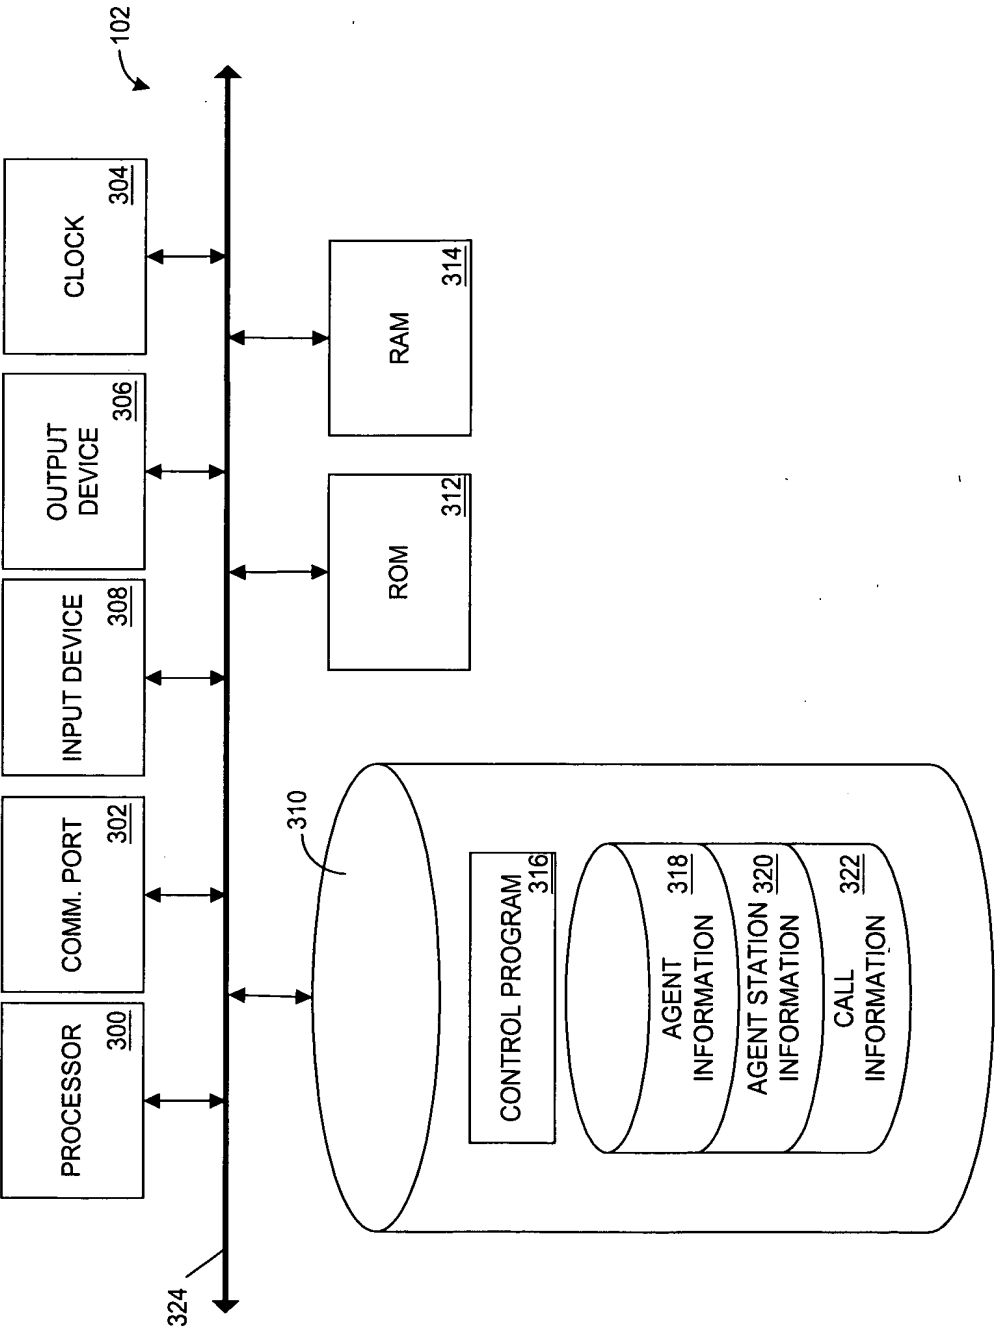 102
PROCESSOR
300
COMM. PORT
302
INPUT DEVICE
308
OUTPUT
DEVICE
306
CLOCK
304
324
310
ROM
312
RAM
314
CONTROL PROGRAM
316
AGENT
INFORMATION
318
AGENT STATION
INFORMATION
320
CALL
INFORMATION
322